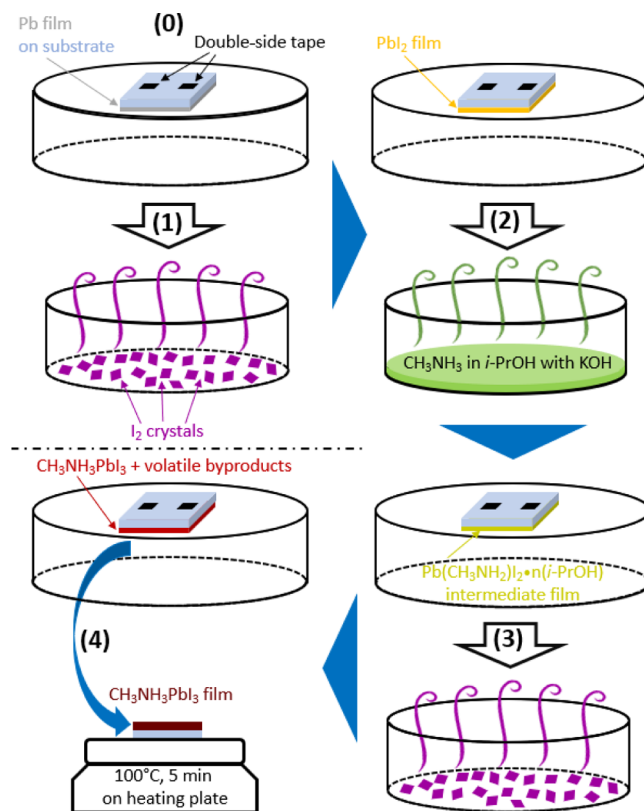 Pb film
on substrate
(0)
Double-side tape
PbI₂ film
(1)
(2)
CH₃NH₃ in i-PrOH with KOH
I₂ crystals
CH₃NH₃PbI₃ + volatile byproducts
Pb(CH₃NH₂)I₂•n(i-PrOH)
intermediate film
(4)
(3)
CH₃NH₃PbI₃ film
100°C, 5 min
on heating plate